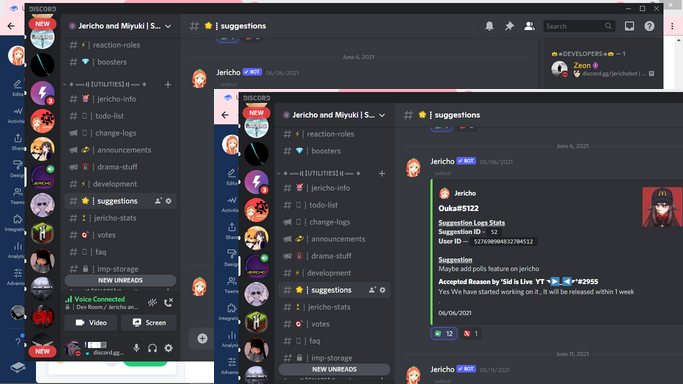 DISCORD
NEW
Jericho and Miyuki | S...
suggestions
Search
reaction-roles
boosters
[UTILITIES]
jericho-info
todo-list
change-logs
announcements
drama-stuff
development
suggestions
jericho-stats
votes
faq
imp-storage
NEW UNREADS
Voice Connected
Dev Room / Jericho an...
Video
Screen
discord.gg...
NEW
June 6, 2021
Jericho BOT 06/06/2021
DEVELOPERS — 1
Zeon
discord.gg/jerichobot | ...
DISCORD
NEW
Jericho and Miyuki | S...
suggestions
reaction-roles
boosters
[UTILITIES]
jericho-info
todo-list
change-logs
announcements
drama-stuff
development
suggestions
jericho-stats
votes
faq
imp-storage
NEW UNREADS
June 6, 2021
Jericho BOT 06/06/2021
(edited)
Jericho
Ouka#5122
Suggestion Logs Stats
Suggestion ID - 52
User ID -- 527690904832704512
Suggestion
Maybe add polls feature on jericho
Accepted Reason by 'Sid is Live YT #2955
Yes We have started working on it , It will be released within 1 week
.
06/06/2021
12
1
June 11, 2021
Jericho BOT 06/11/2021